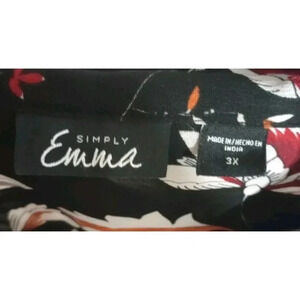 SIMPLY
Emma
MADE IN/HECHO EN
INDIA
3X